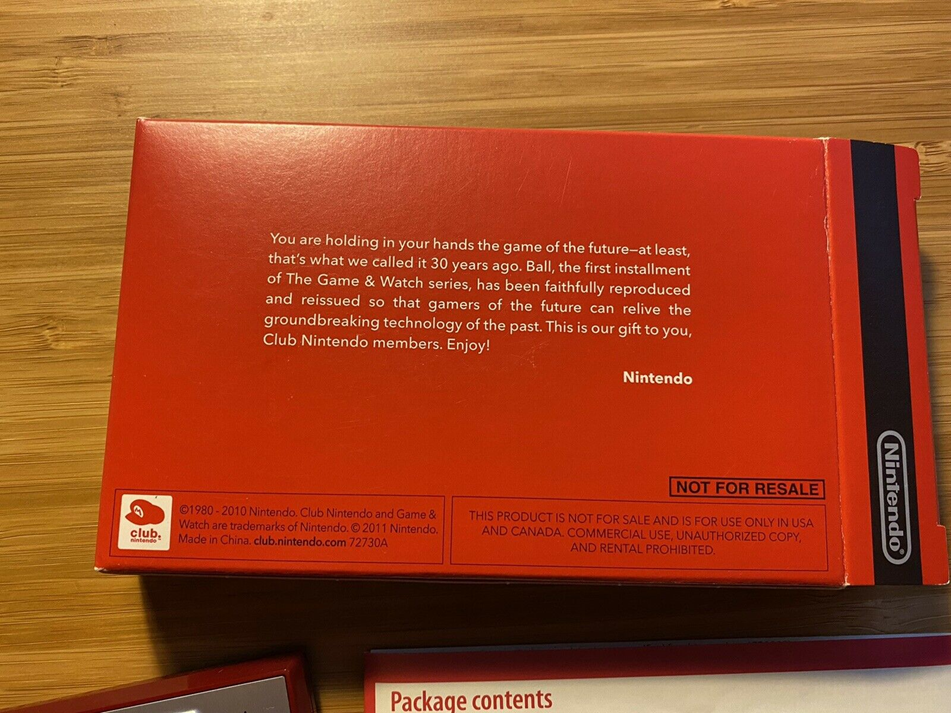 You are holding in your hands the game of the future—at least,
that's what we called it 30 years ago. Ball, the first installment
of The Game & Watch series, has been faithfully reproduced
and reissued so that gamers of the future can relive the
groundbreaking technology of the past. This is our gift to you,
Club Nintendo members. Enjoy!
Nintendo
NOT FOR RESALE
club
nintendo
©1980 - 2010 Nintendo. Club Nintendo and Game &
Watch are trademarks of Nintendo. © 2011 Nintendo.
Made in China. club.nintendo.com 72730A
THIS PRODUCT IS NOT FOR SALE AND IS FOR USE ONLY IN USA
AND CANADA. COMMERCIAL USE, UNAUTHORIZED COPY,
AND RENTAL PROHIBITED.
Nintendo®
Package contents